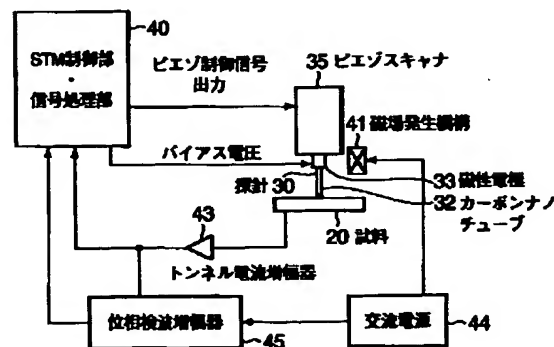 40
STM制御部
・
信号処理部
ピエゾ制御信号
出力
35 ピエゾスキャナ
41 磁場発生機構
バイアス電圧
探針 30
33 磁性電極
32 カーボンナノ
チューブ
20 試料
43
トンネル電流増幅器
位相検波増幅器
45
交流電源
44